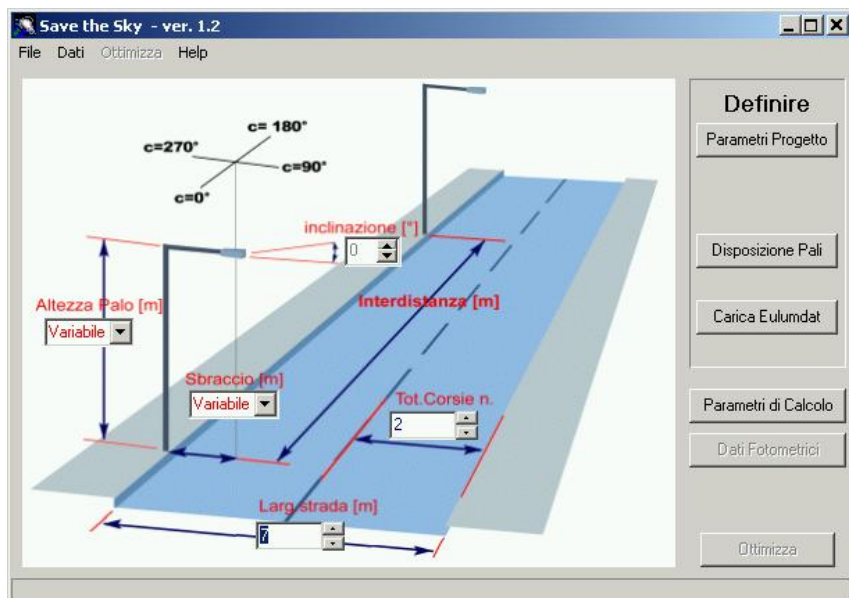 Save the Sky - ver. 1.2
File Dati Ottimizza Help
c= 180°
c=270°
c=90°
c=0°
inclinazione [°]
0
Altezza Palo [m]
Variabile
Interdistanza [m]
Sbraccio [m]
Variabile
Tot.Corsie n.
2
Larg strada [m]
7
Definire
Parametri Progetto
Disposizione Pali
Carica Eulumdat
Parametri di Calcolo
Dati Fotometrici
Ottimizza